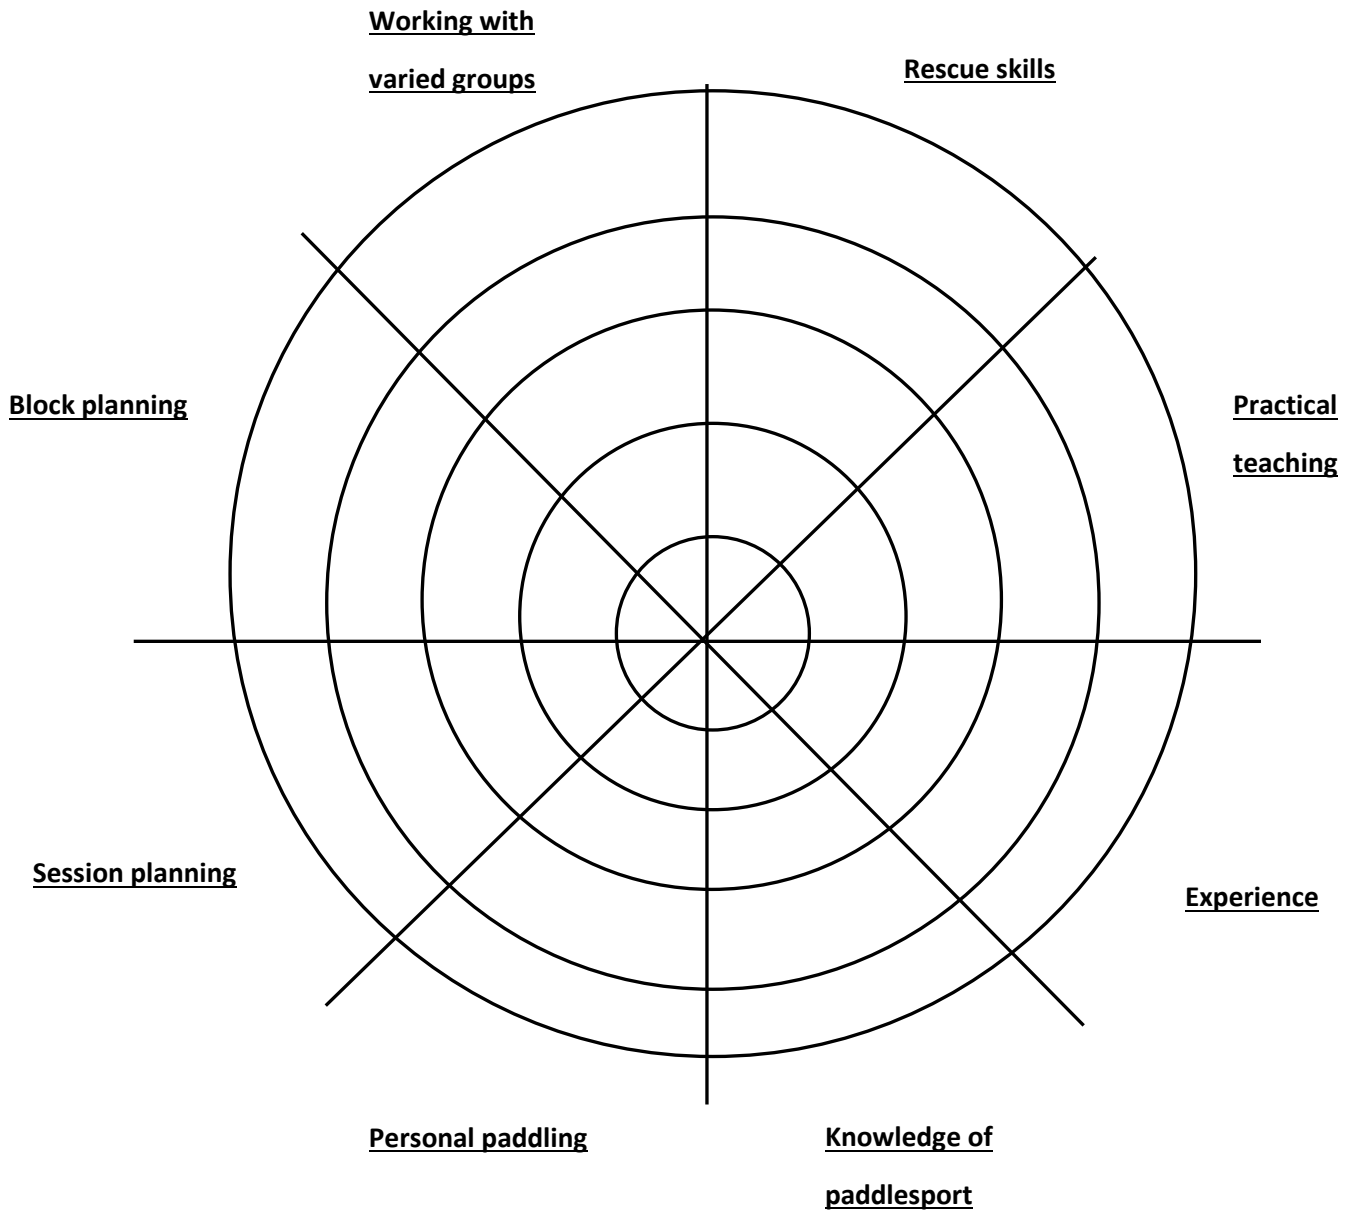 Working with
varied groups
Rescue skills
Block planning
Practical
teaching
Session planning
Experience
Personal paddling
Knowledge of
paddlesport